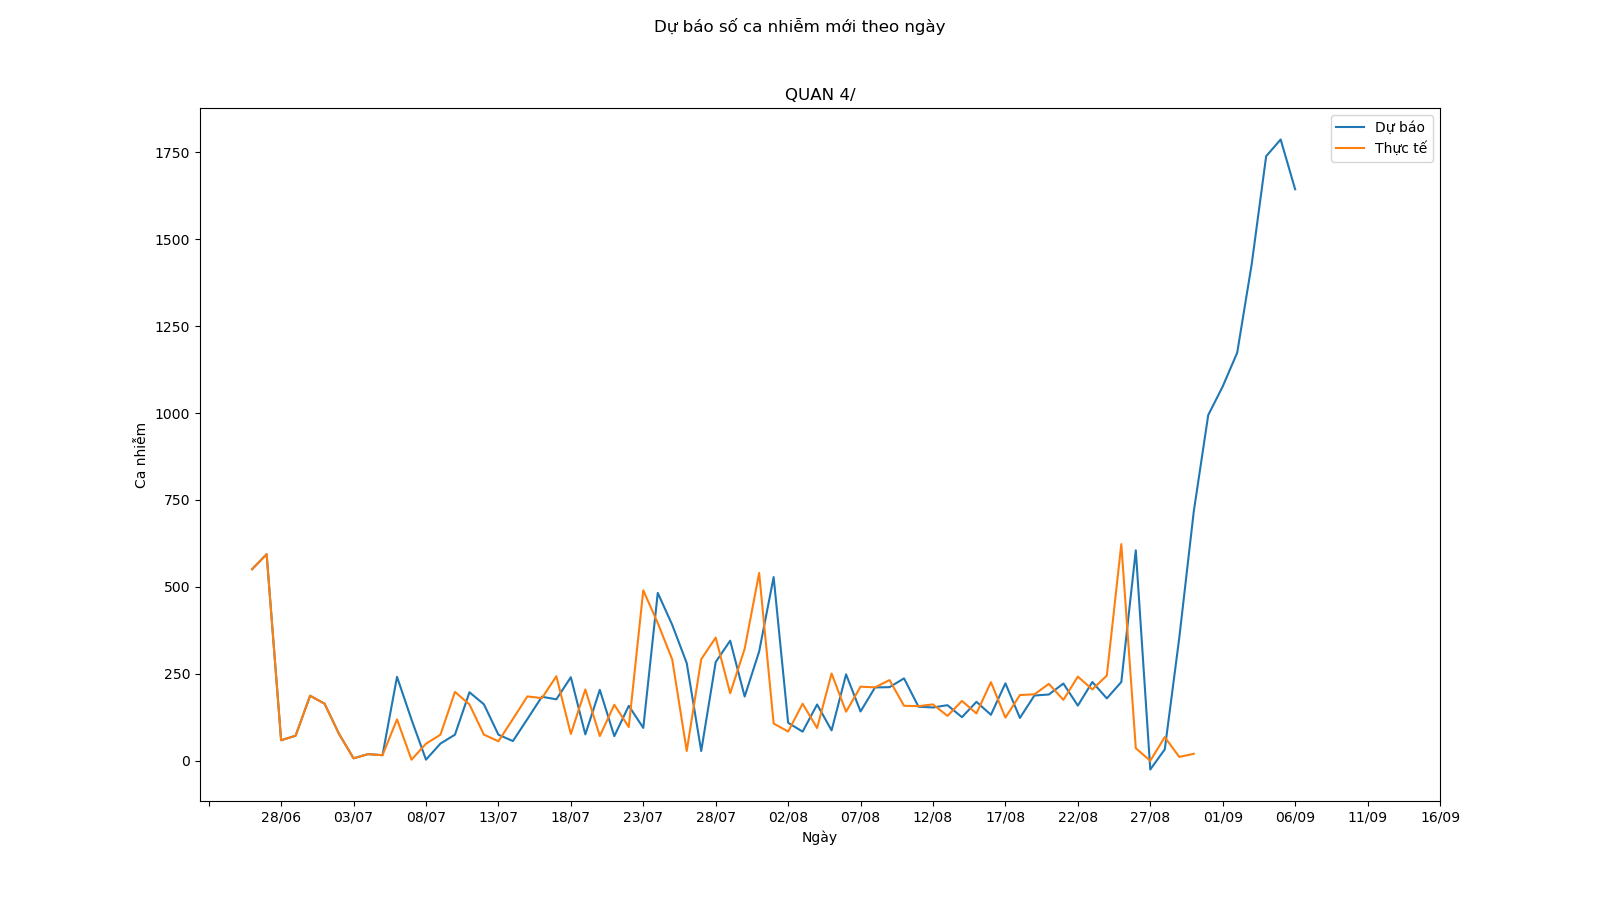 Dự báo số ca nhiễm mới theo ngày
QUAN 4/
Dự báo
Thực tế
Ca nhiễm
1750
1500
1250
1000
750
500
250
0
28/06 03/07 08/07 13/07 18/07 23/07 28/07 02/08 07/08 12/08 17/08 22/08 27/08 01/09 06/09 11/09 16/09
Ngày